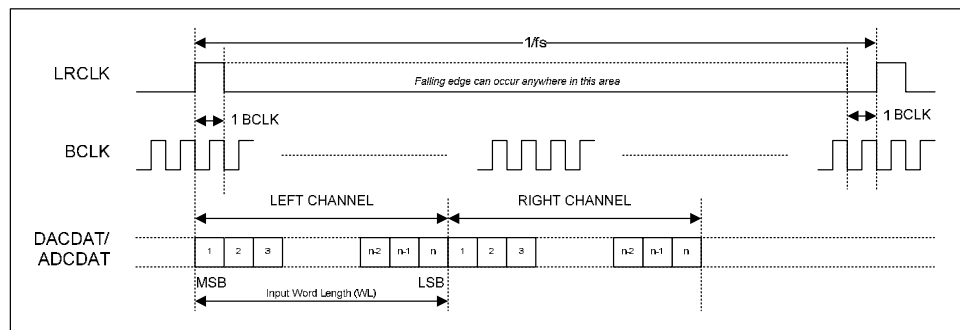 1/fs
LRCLK
Falling edge can occur anywhere in this area
1 BCLK
1 BCLK
BCLK
LEFT CHANNEL
RIGHT CHANNEL
DACDAT/
ADCDAT
1 2 3 n-2 n-1 n 1 2 3 n-2 n-1 n
MSB
LSB
Input Word Length (WL)